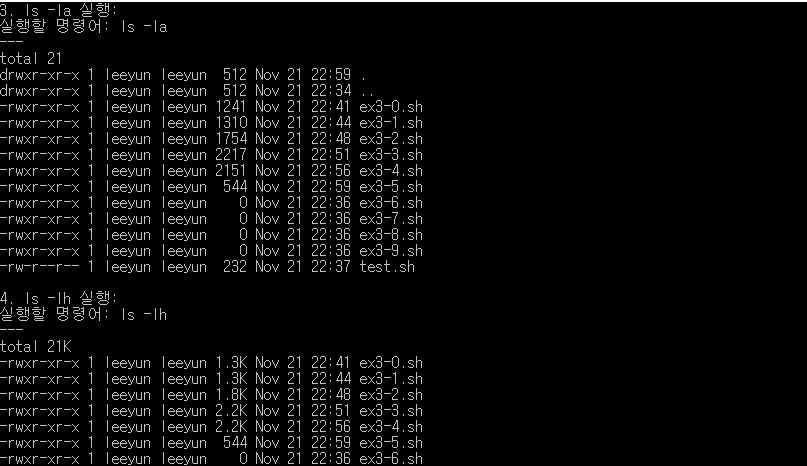 3. ls -la 실행:
실행할 명령어: ls -la
---
total 21
drwxr-xr-x 1 leeyun leeyun  512 Nov 21 22:59 .
drwxr-xr-x 1 leeyun leeyun  512 Nov 21 22:34 ..
-rwxr-xr-x 1 leeyun leeyun 1241 Nov 21 22:41 ex3-0.sh
-rwxr-xr-x 1 leeyun leeyun 1310 Nov 21 22:44 ex3-1.sh
-rwxr-xr-x 1 leeyun leeyun 1754 Nov 21 22:48 ex3-2.sh
-rwxr-xr-x 1 leeyun leeyun 2217 Nov 21 22:51 ex3-3.sh
-rwxr-xr-x 1 leeyun leeyun 2151 Nov 21 22:56 ex3-4.sh
-rwxr-xr-x 1 leeyun leeyun  544 Nov 21 22:59 ex3-5.sh
-rwxr-xr-x 1 leeyun leeyun    0 Nov 21 22:36 ex3-6.sh
-rwxr-xr-x 1 leeyun leeyun    0 Nov 21 22:36 ex3-7.sh
-rwxr-xr-x 1 leeyun leeyun    0 Nov 21 22:36 ex3-8.sh
-rwxr-xr-x 1 leeyun leeyun    0 Nov 21 22:36 ex3-9.sh
-rw-r--r-- 1 leeyun leeyun  232 Nov 21 22:37 test.sh
4. ls -lh 실행:
실행할 명령어: ls -lh
---
total 21K
-rwxr-xr-x 1 leeyun leeyun 1.3K Nov 21 22:41 ex3-0.sh
-rwxr-xr-x 1 leeyun leeyun 1.3K Nov 21 22:44 ex3-1.sh
-rwxr-xr-x 1 leeyun leeyun 1.8K Nov 21 22:48 ex3-2.sh
-rwxr-xr-x 1 leeyun leeyun 2.2K Nov 21 22:51 ex3-3.sh
-rwxr-xr-x 1 leeyun leeyun 2.2K Nov 21 22:56 ex3-4.sh
-rwxr-xr-x 1 leeyun leeyun  544 Nov 21 22:59 ex3-5.sh
-rwxr-xr-x 1 leeyun leeyun    0 Nov 21 22:36 ex3-6.sh